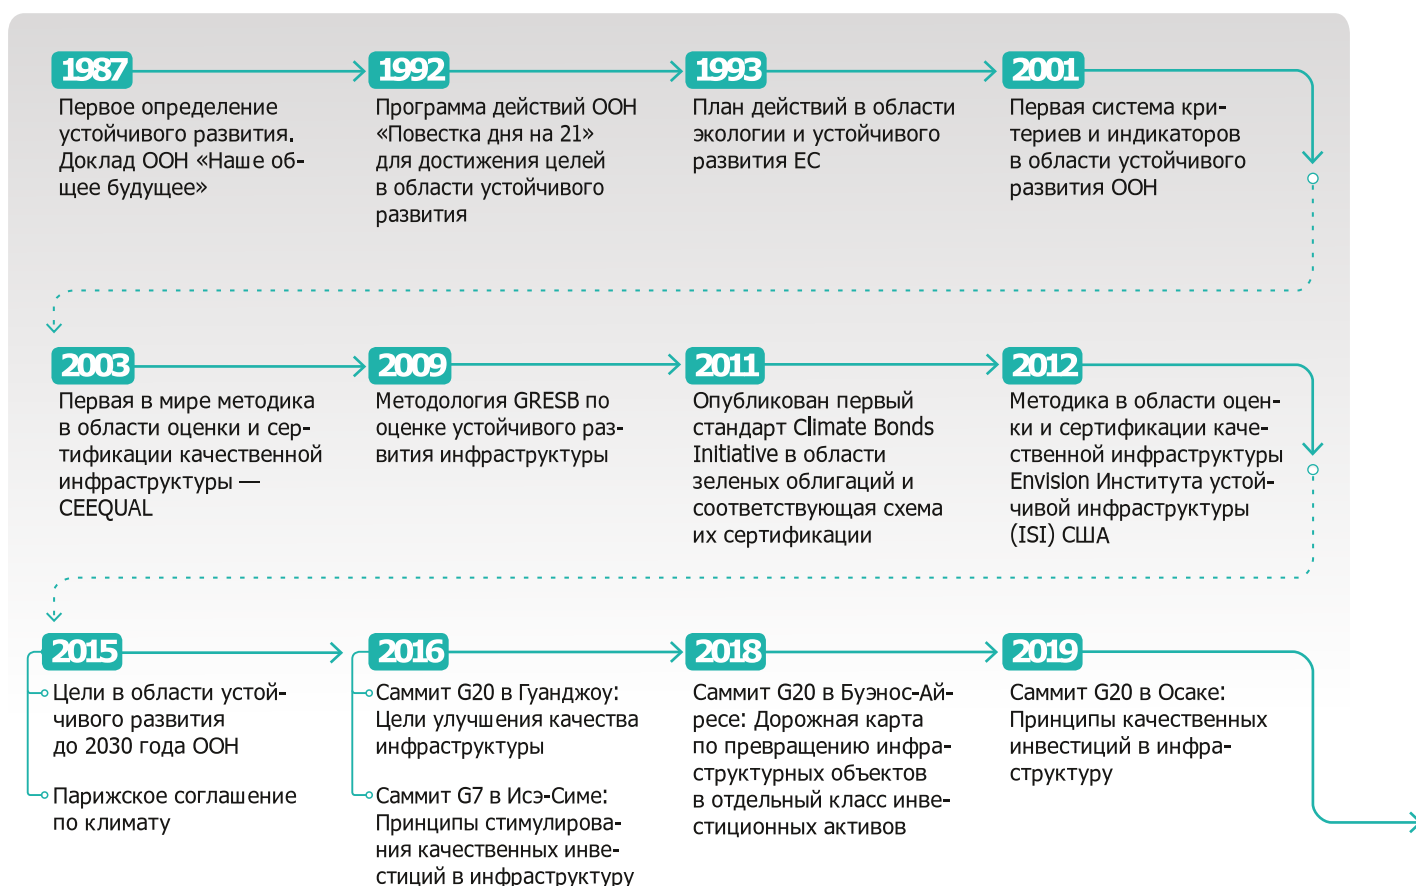 1987
Первое определение
устойчивого развития.
Доклад ООН «Наше об-
щее будущее»
1992
Программа действий ООН
«Повестка дня на 21»
для достижения целей
в области устойчивого
развития
1993
План действий в области
экологии и устойчивого
развития ЕС
2001
Первая система кри-
териев и индикаторов
в области устойчивого
развития ООН
2003
Первая в мире методика
в области оценки и сер-
тификации качественной
инфраструктуры —
CEEQUAL
2009
Методология GRESB по
оценке устойчивого раз-
вития инфраструктуры
2011
Опубликован первый
стандарт Climate Bonds
Initiative в области
зеленых облигаций и
соответствующая схема
их сертификации
2012
Методика в области оцен-
ки и сертификации каче-
ственной инфраструктуры
Envision Института устой-
чивой инфраструктуры
(ISI) США
2015
Цели в области устой-
чивого развития
до 2030 года ООН
Парижское соглашение
по климату
2016
Саммит G20 в Гуанджоу:
Цели улучшения качества
инфраструктуры
Саммит G7 в Исэ-Симе:
Принципы стимулирова-
ния качественных инве-
стиций в инфраструктуру
2018
Саммит G20 в Буэнос-Ай-
ресе: Дорожная карта
по превращению инфра-
структурных объектов
в отдельный класс инве-
стиционных активов
2019
Саммит G20 в Осаке:
Принципы качественных
инвестиций в инфра-
структуру